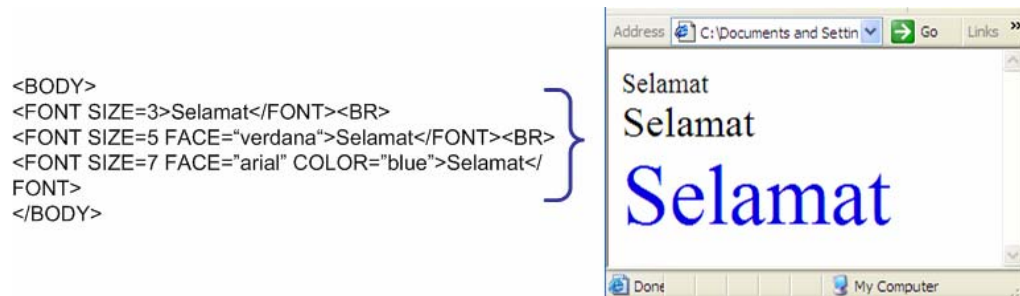 <BODY>
<FONT SIZE=3>Selamat</FONT><BR>
<FONT SIZE=5 FACE=“verdana“>Selamat</FONT><BR>
<FONT SIZE=7 FACE=”arial” COLOR=”blue”>Selamat</
FONT>
</BODY>
Address C:\Documents and Settin Go Links »
Selamat
Selamat
Selamat
Done My Computer